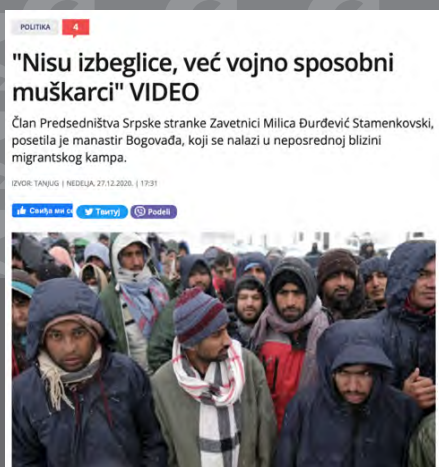 POLITIKA 4
"Nisu izbeglice, već vojno sposobni
muškarci" VIDEO
Član Predsedništva Srpske stranke Zavetnici Milica Đurđević Stamenkovski,
posetila je manastir Bogovađa, koji se nalazi u neposrednoj blizini
migrantskog kampa.
IZVOR: TANJUG | NEDELJA, 27.12.2020. | 17:31
Свиђа ми се Твитуј Podeli